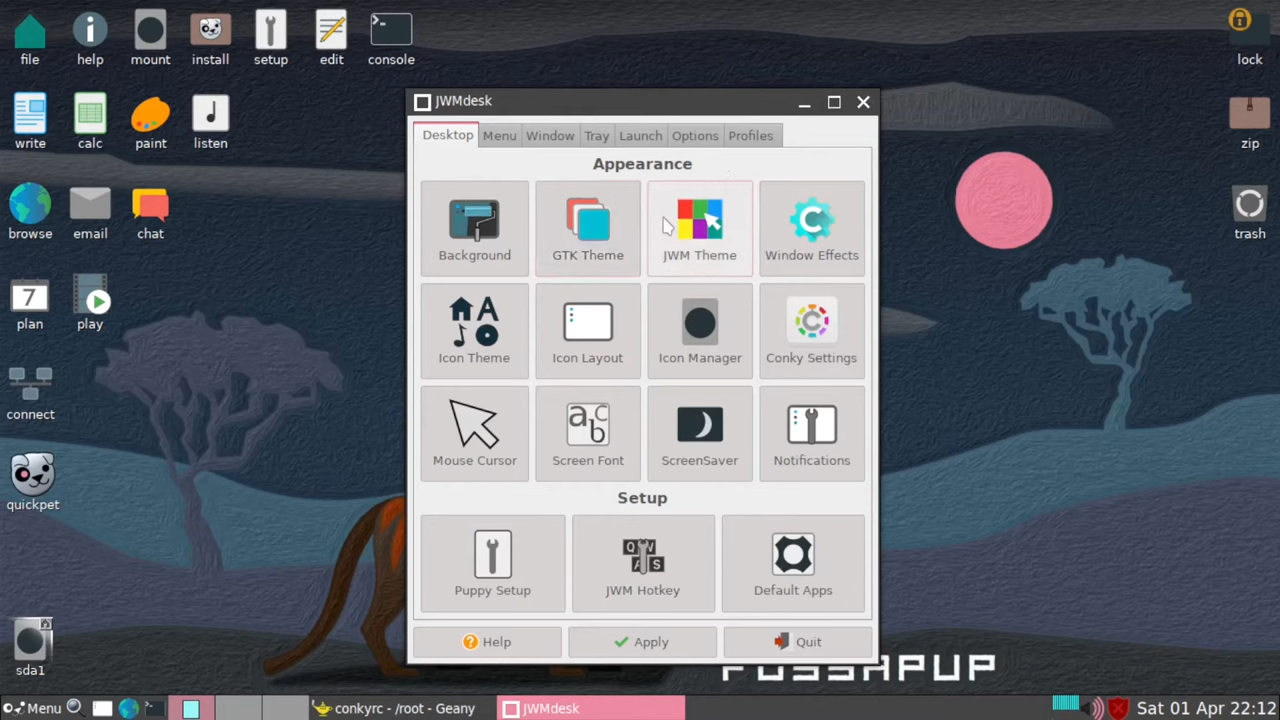 file help mount install setup edit console lock
write calc paint listen zip
browse email chat trash
plan play
connect
quickpet
sda1
JWMdesk
Desktop Menu Window Tray Launch Options Profiles
Appearance
Background GTK Theme JWM Theme Window Effects
Icon Theme Icon Layout Icon Manager Conky Settings
Mouse Cursor Screen Font ScreenSaver Notifications
Setup
Puppy Setup JWM Hotkey Default Apps
Help Apply Quit
FOSSAPUP
Menu conkyrc - /root - Geany JWMdesk Sat 01 Apr 22:12